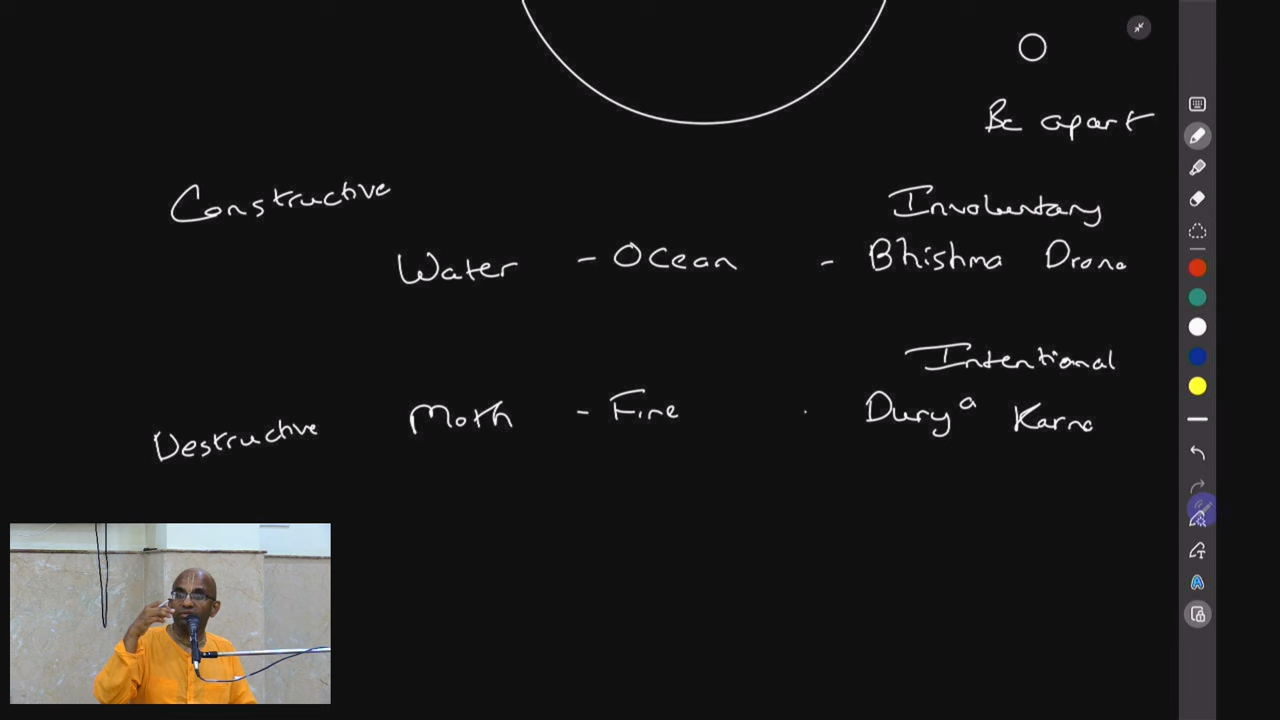 Be apart
Constructive
Involuntary
Water - Ocean - Bhishma Drona
Intentional
Destructive Moth - Fire - Duryᵃ Karna